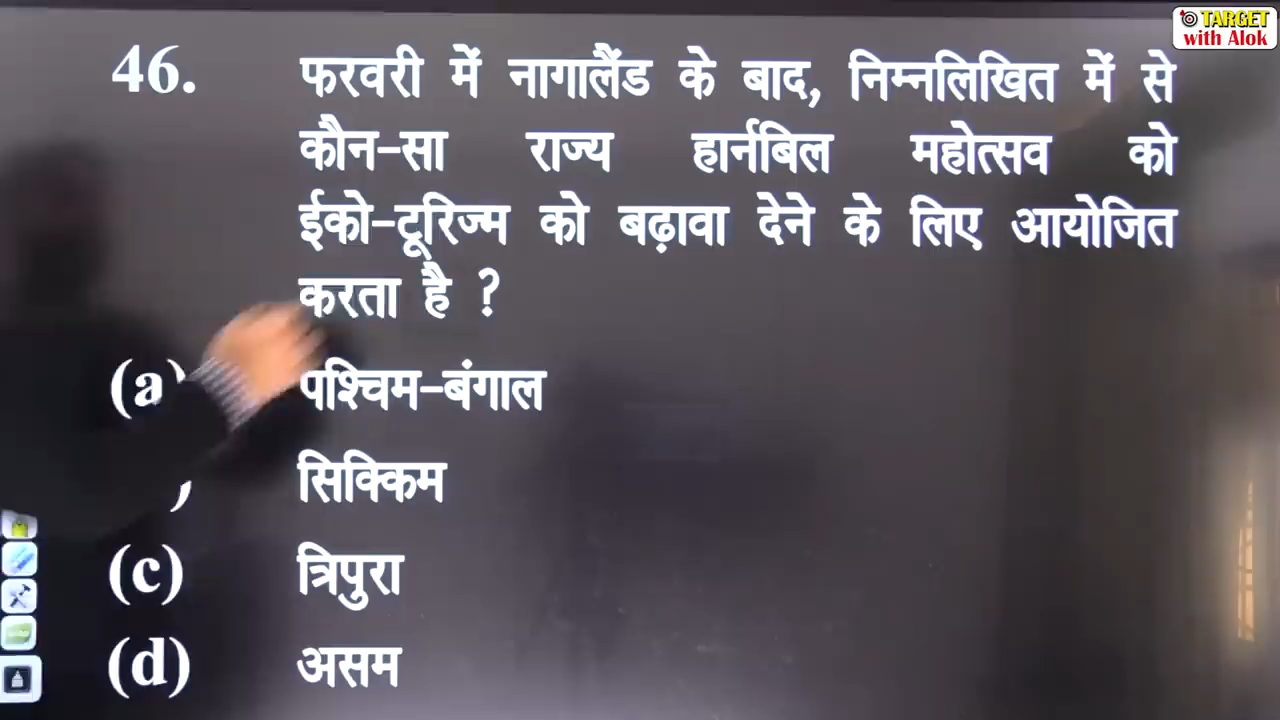 TARGET
with Alok
46. फरवरी में नागालैंड के बाद, निम्नलिखित में से
कौन-सा राज्य हार्नबिल महोत्सव को
ईको-टूरिज्म को बढ़ावा देने के लिए आयोजित
करता है ?
(a) पश्चिम-बंगाल
) सिक्किम
(c) त्रिपुरा
(d) असम